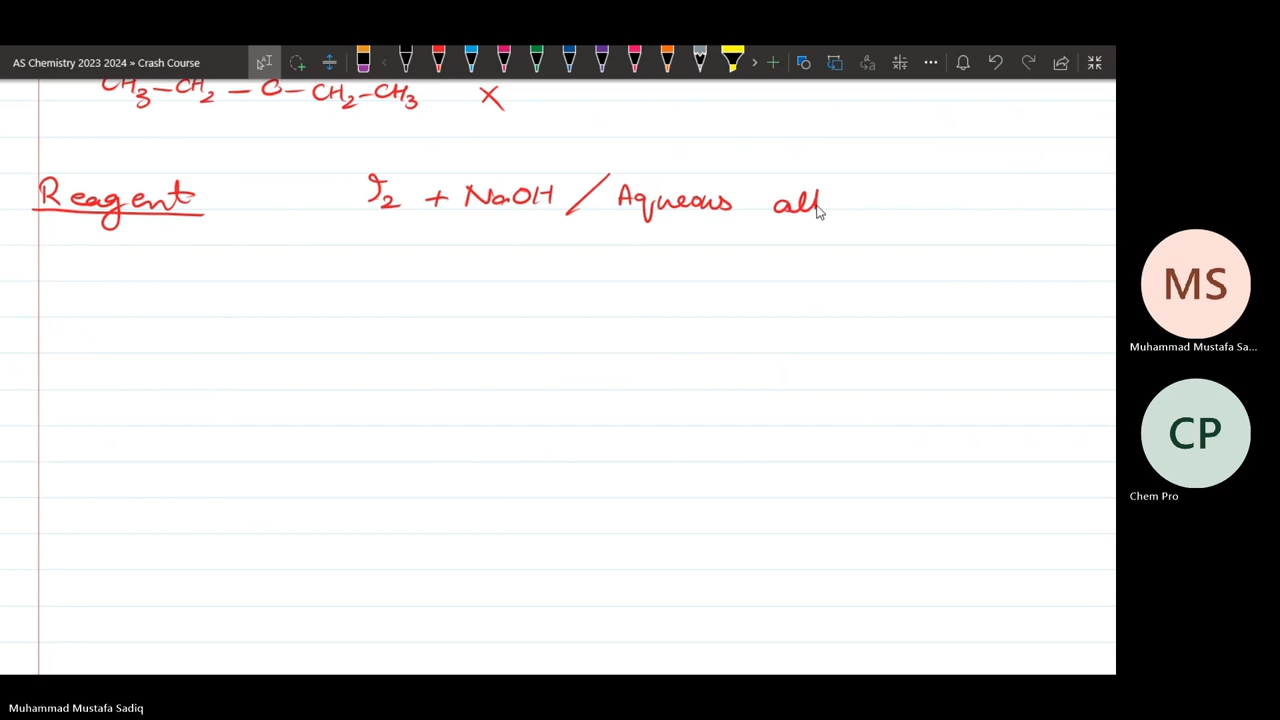 AS Chemistry 2023 2024 » Crash Course
CH3-CH2-C-CH2-CH3 X
Reagent I2 + NaOH / Aqueous alk
MS
Muhammad Mustafa Sa...
CP
Chem Pro
Muhammad Mustafa Sadiq